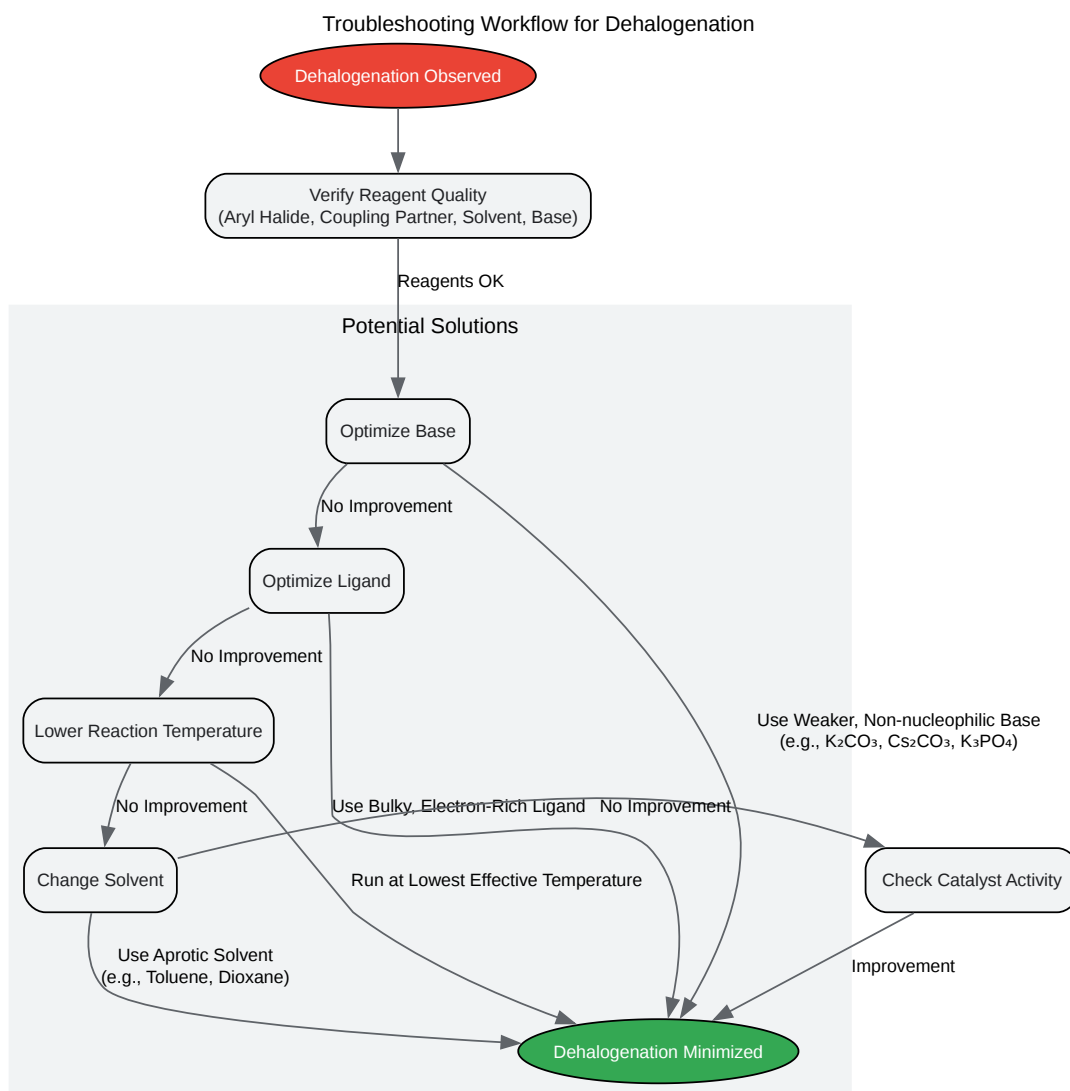 Troubleshooting Workflow for Dehalogenation
Dehalogenation Observed
Verify Reagent Quality
(Aryl Halide, Coupling Partner, Solvent, Base)
Reagents OK
Potential Solutions
Optimize Base
No Improvement
Optimize Ligand
No Improvement
Lower Reaction Temperature
Use Weaker, Non-nucleophilic Base
(e.g., K₂CO₃, Cs₂CO₃, K₃PO₄)
No Improvement
Use Bulky, Electron-Rich Ligand
No Improvement
Change Solvent
Run at Lowest Effective Temperature
Check Catalyst Activity
Use Aprotic Solvent
(e.g., Toluene, Dioxane)
Improvement
Dehalogenation Minimized